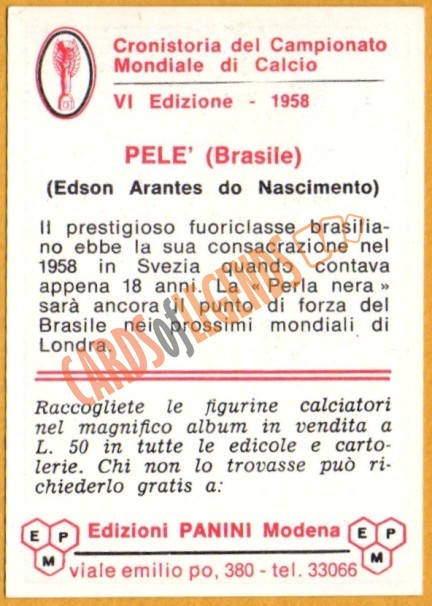 Cronistoria del Campionato
Mondiale di Calcio
VI Edizione - 1958
PELE' (Brasile)
(Edson Arantes do Nascimento)
Il prestigioso fuoriclasse brasilia-
no ebbe la sua consacrazione nel
1958 in Svezia quando contava
appena 18 anni. La « Perla nera »
sarà ancora il punto di forza del
Brasile nei prossimi mondiali di
Londra.
CARDS of LEGENDS
Raccogliete le figurine calciatori
nel magnifico album in vendita a
L. 50 in tutte le edicole e carto-
lerie. Chi non lo trovasse può ri-
chiederlo gratis a:
E P M Edizioni PANINI Modena E P M
viale emilio po, 380 - tel. 33066